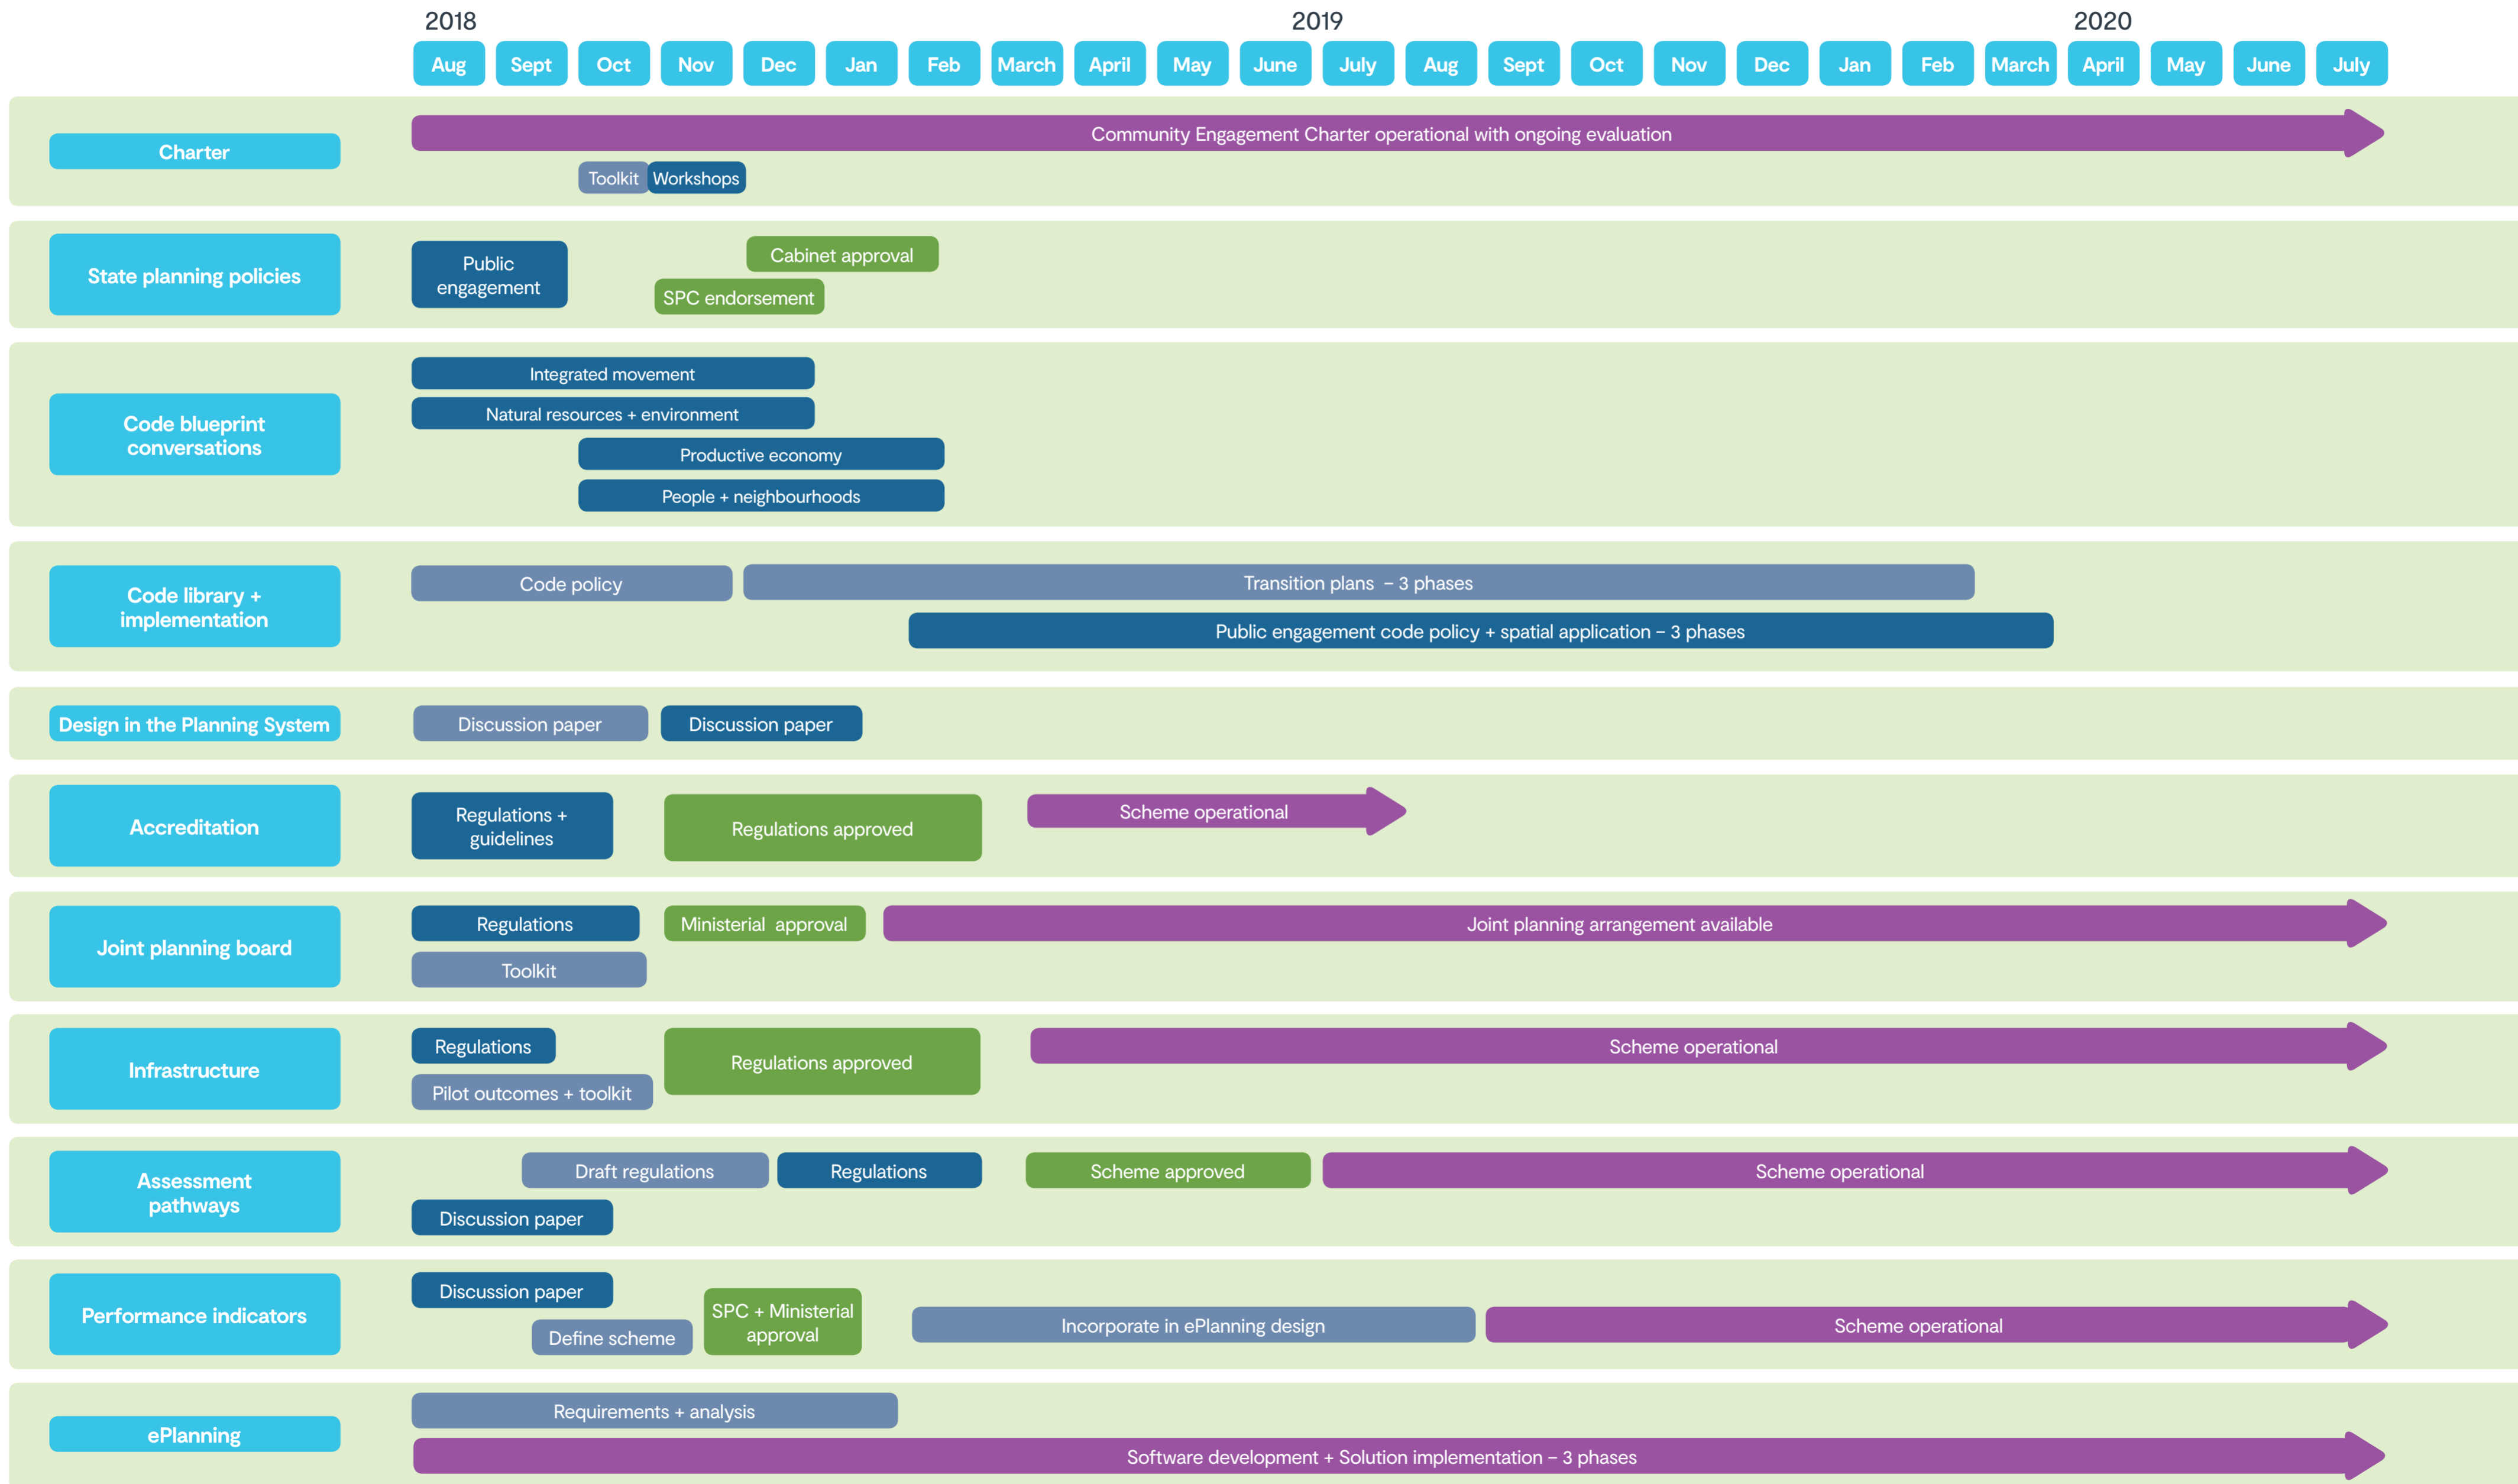 2018 2019 2020
Aug Sept Oct Nov Dec Jan Feb March April May June July Aug Sept Oct Nov Dec Jan Feb March April May June July
Charter
Community Engagement Charter operational with ongoing evaluation
Toolkit Workshops
State planning policies
Public
engagement
Cabinet approval
SPC endorsement
Code blueprint
conversations
Integrated movement
Natural resources + environment
Productive economy
People + neighbourhoods
Code library +
implementation
Code policy
Transition plans – 3 phases
Public engagement code policy + spatial application – 3 phases
Design in the Planning System
Discussion paper
Discussion paper
Accreditation
Regulations +
guidelines
Regulations approved
Scheme operational
Joint planning board
Regulations
Ministerial approval
Joint planning arrangement available
Toolkit
Infrastructure
Regulations
Pilot outcomes + toolkit
Regulations approved
Scheme operational
Assessment
pathways
Draft regulations
Regulations
Scheme approved
Scheme operational
Discussion paper
Performance indicators
Discussion paper
Define scheme
SPC + Ministerial
approval
Incorporate in ePlanning design
Scheme operational
ePlanning
Requirements + analysis
Software development + Solution implementation – 3 phases